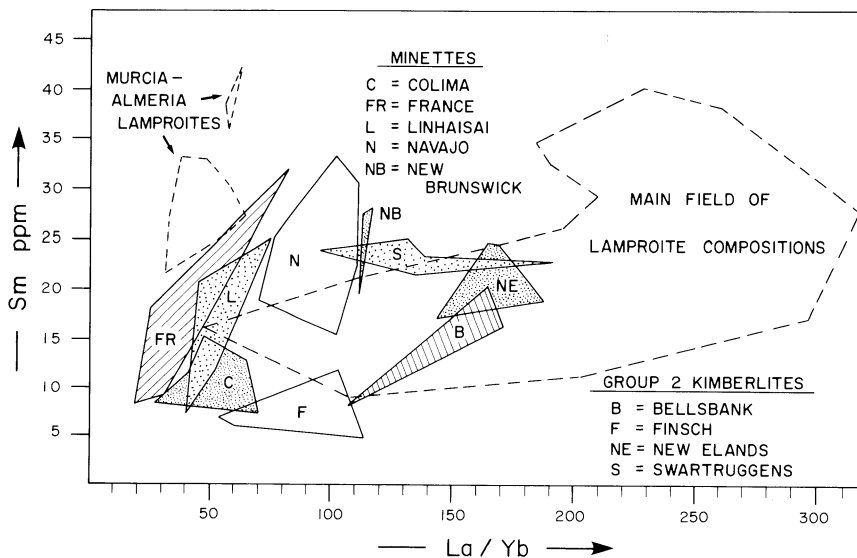 48
45
40
35
30
25
20
15
10
5
Sm ppm
MURCIA –
ALMERIA
LAMPROITES
MINETTES
C = COLIMA
FR = FRANCE
L = LINHAISAI
N = NAVAJO
NB = NEW
BRUNSWICK
NB
N
S
L
NE
FR
B
C
F
MAIN FIELD OF
LAMPROITE COMPOSITIONS
GROUP 2 KIMBERLITES
B = BELLSBANK
F = FINSCH
NE = NEW ELANDS
S = SWARTRUGGENS
50 100 150 200 250 300
La / Yb